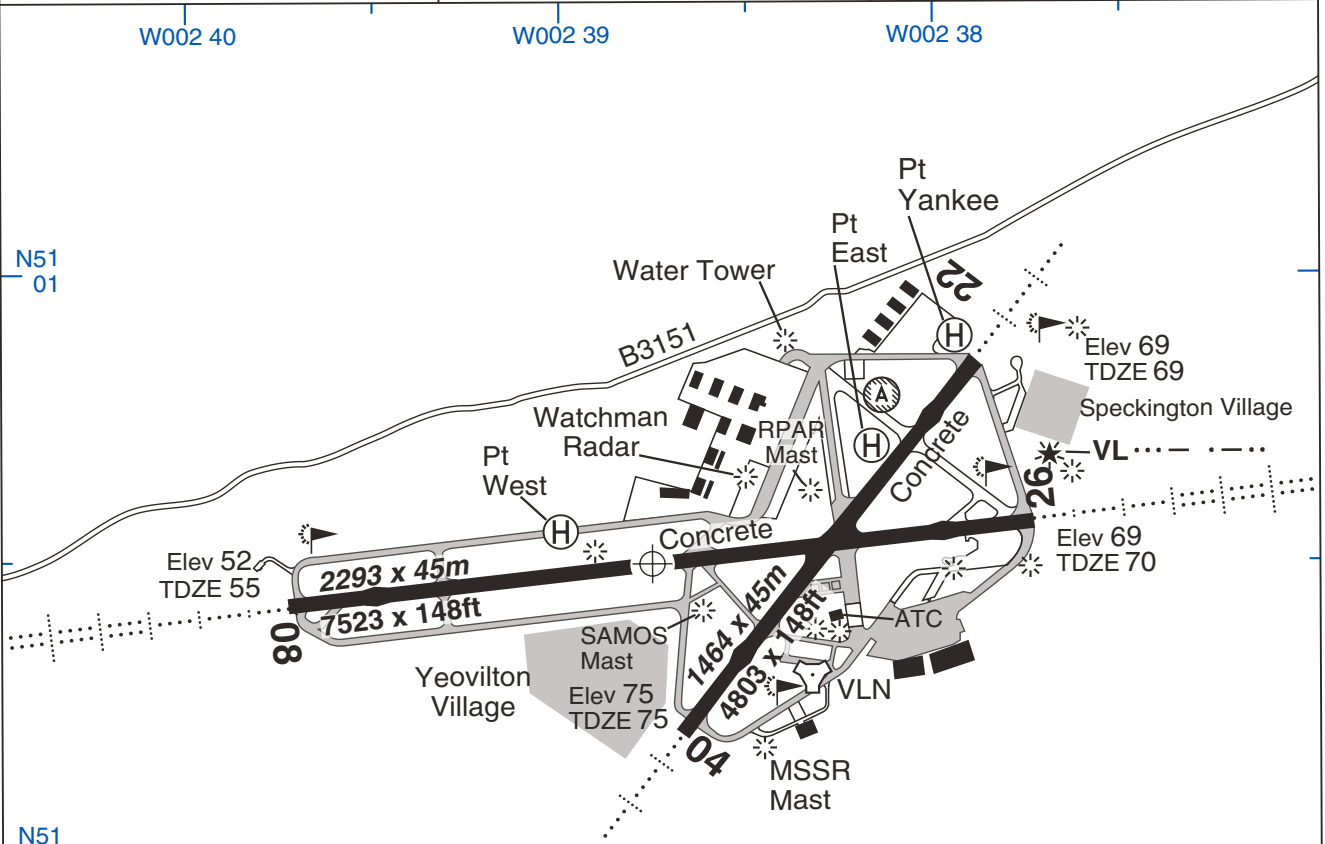 W002 40
W002 39
W002 38
N51
01
Pt
Yankee
Pt
East
22
Water Tower
H
B3151
Elev 69
TDZE 69
A
Speckington Village
Watchman
Radar
RPAR
Mast
H
Concrete
VL
Pt
West
26
H
Concrete
Elev 69
TDZE 70
Elev 52
TDZE 55
2293 x 45m
7523 x 148ft
08
1464 x 45m
4803 x 148ft
SAMOS
Mast
ATC
Yeovilton
Village
Elev 75
TDZE 75
VLN
04
MSSR
Mast
N51